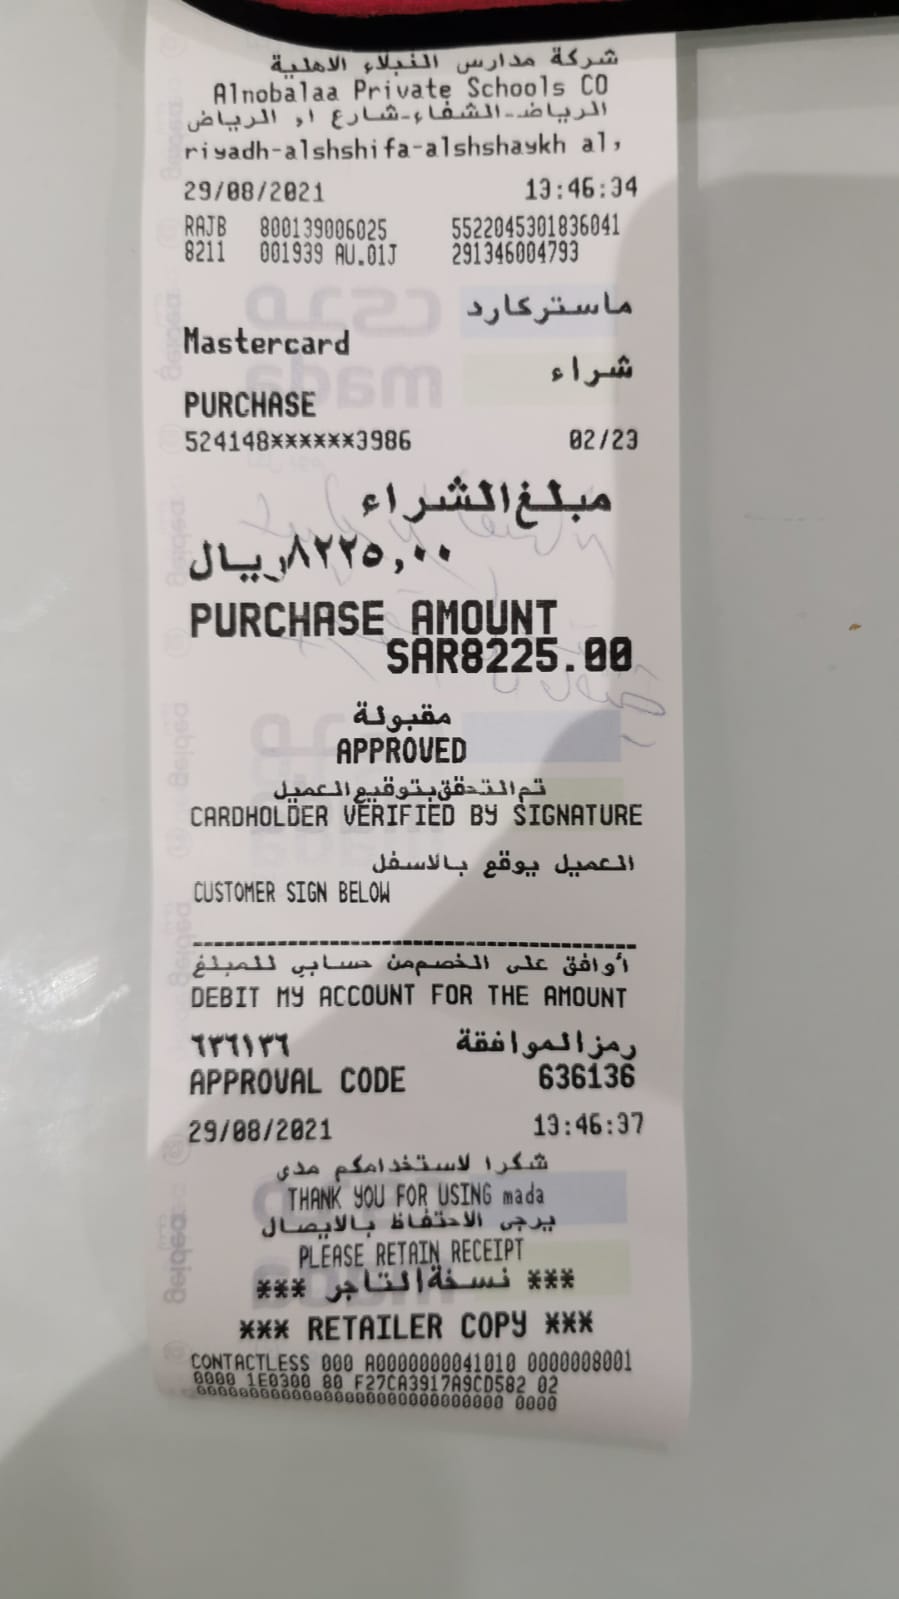 شركة مدارس النبلاء الاهلية
Alnobalaa Private Schools CO
الرياض-الشفاء-شارع ا, الرياض
riyadh-alshshifa-alshshaykh al,
29/08/2021 13:46:34
RAJB 800139006025 5522045301836041
8211 001939 AU.01J 291346004793
ماستركارد
Mastercard
شراء
PURCHASE
524148******3986 02/23
مبلغ الشراء
٨٢٢٥,٠٠ ريال
PURCHASE AMOUNT
SAR8225.00
مقبولة
APPROVED
تم التحقق بتوقيع العميل
CARDHOLDER VERIFIED BY SIGNATURE
العميل يوقع بالاسفل
CUSTOMER SIGN BELOW
أوافق على الخصم من حسابي للمبلغ
DEBIT MY ACCOUNT FOR THE AMOUNT
رمز الموافقة ٦٣٦١٣٦
APPROVAL CODE 636136
29/08/2021 13:46:37
شكرا لاستخدامكم مدى
THANK YOU FOR USING mada
يرجى الاحتفاظ بالايصال
PLEASE RETAIN RECEIPT
*** نسخة التاجر ***
*** RETAILER COPY ***
CONTACTLESS 000 A0000000041010 0000008001
0000 1E0300 80 F27CA3917A9CD582 02